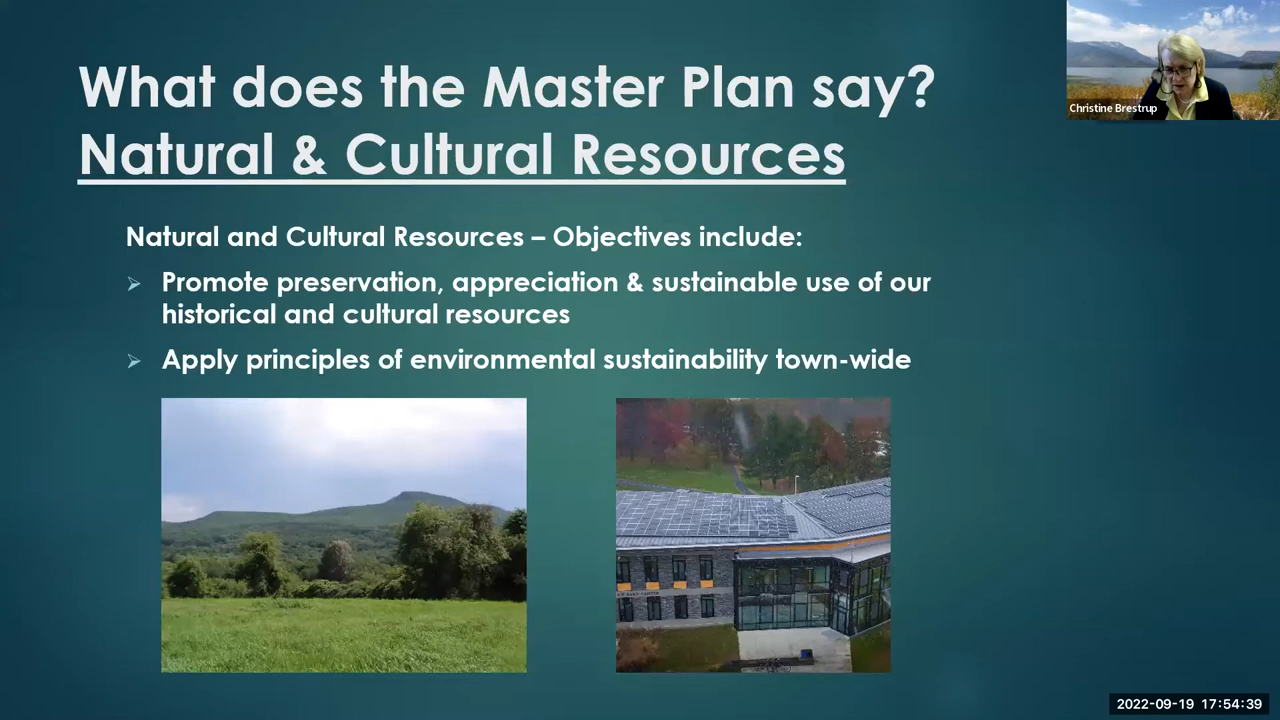 What does the Master Plan say?
Natural & Cultural Resources
Christine Brestrup
Natural and Cultural Resources – Objectives include:
➢ Promote preservation, appreciation & sustainable use of our
historical and cultural resources
➢ Apply principles of environmental sustainability town-wide
2022-09-19 17:54:39